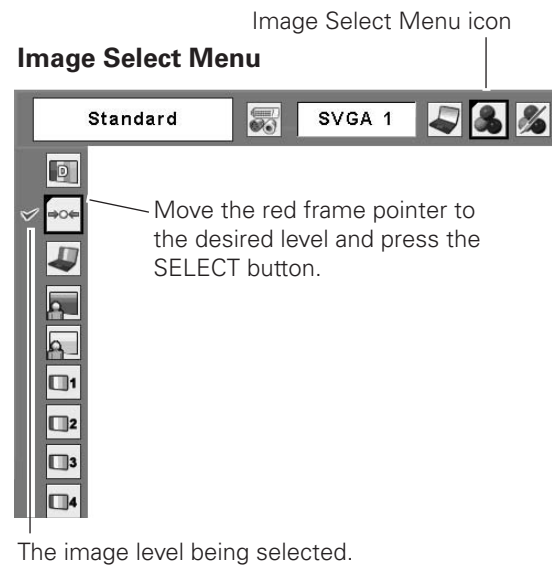 Image Select Menu icon
Image Select Menu
Standard
SVGA 1
D
Move the red frame pointer to
the desired level and press the
SELECT button.
1
2
3
4
The image level being selected.